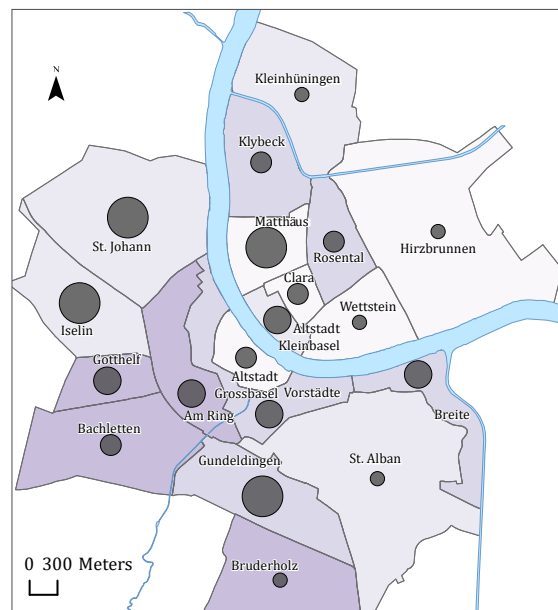 N
Kleinhüningen
Klybeck
Matthäus
St. Johann
Rosental
Hirzbrunnen
Clara
Wettstein
Iselin
Altstadt
Kleinbasel
Gotthelf
Altstadt
Grossbasel
Vorstädte
Am Ring
Breite
Bachletten
Gundeldingen
St. Alban
0 300 Meters
Bruderholz